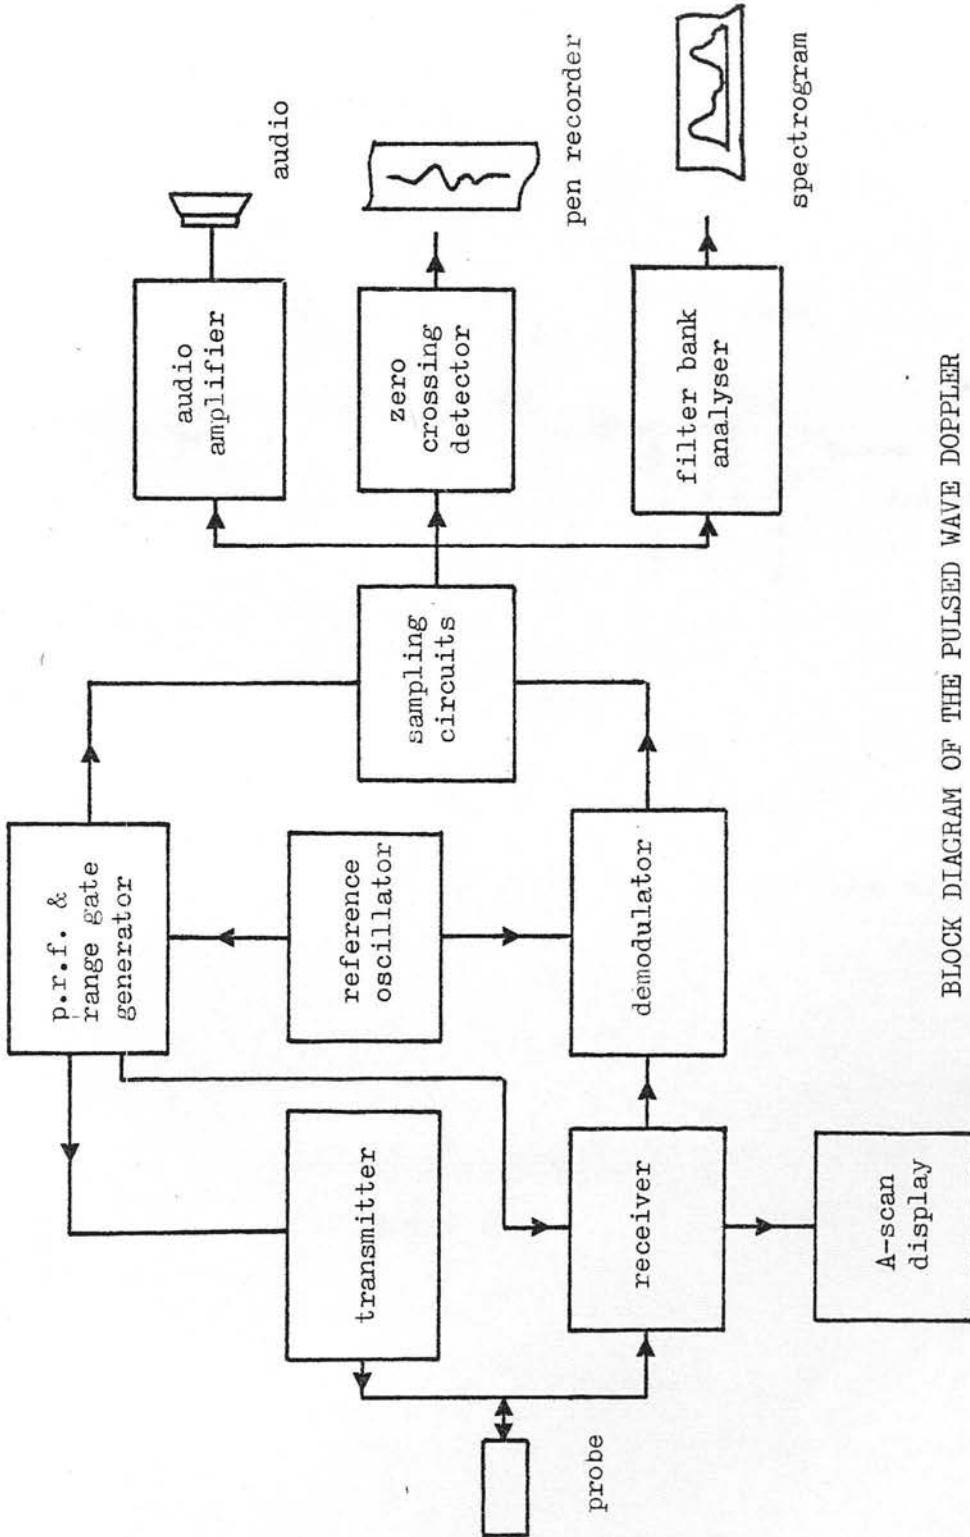 p.r.f. &
range gate
generator
transmitter
reference
oscillator
probe
receiver
demodulator
sampling
circuits
A-scan
display
audio
amplifier
audio
zero
crossing
detector
pen recorder
filter bank
analyser
spectrogram
BLOCK DIAGRAM OF THE PULSED WAVE DOPPLER